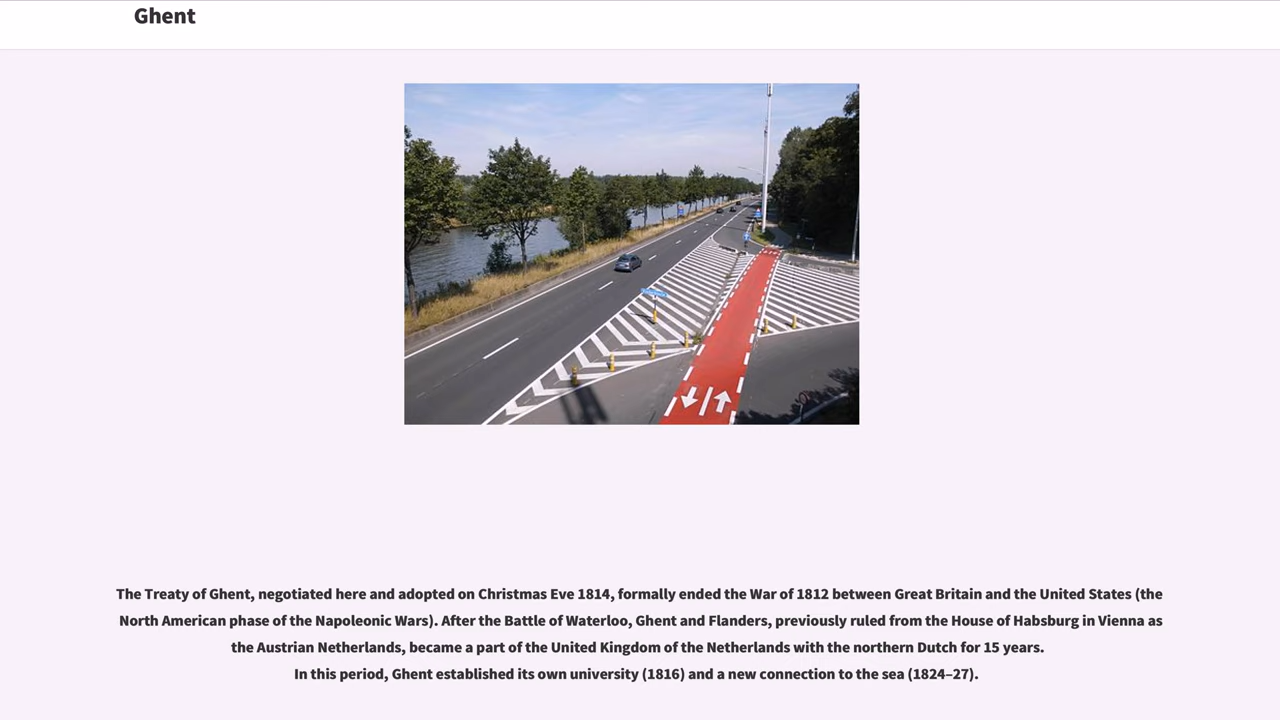 Ghent
The Treaty of Ghent, negotiated here and adopted on Christmas Eve 1814, formally ended the War of 1812 between Great Britain and the United States (the
North American phase of the Napoleonic Wars). After the Battle of Waterloo, Ghent and Flanders, previously ruled from the House of Habsburg in Vienna as
the Austrian Netherlands, became a part of the United Kingdom of the Netherlands with the northern Dutch for 15 years.
In this period, Ghent established its own university (1816) and a new connection to the sea (1824–27).